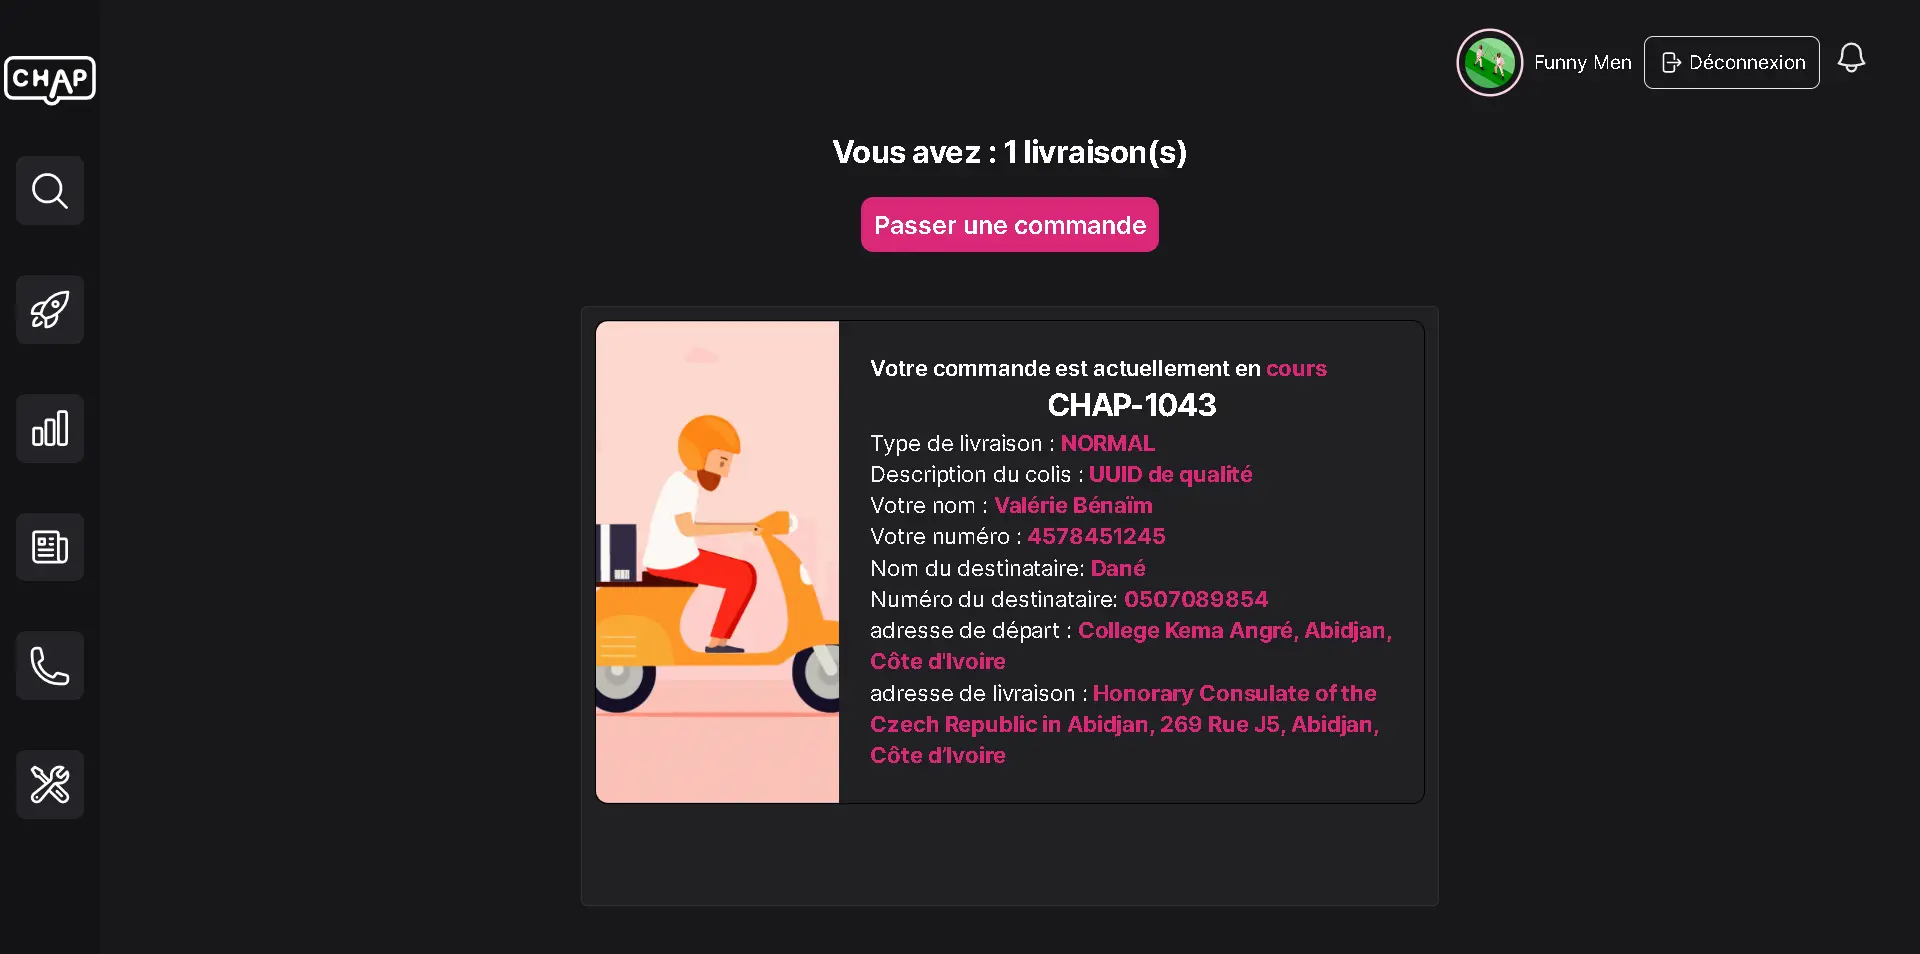 CHAP
Funny Men
Déconnexion
Vous avez : 1 livraison(s)
Passer une commande
Votre commande est actuellement en cours
CHAP-1043
Type de livraison : NORMAL
Description du colis : UUID de qualité
Votre nom : Valérie Bénaïm
Votre numéro : 4578451245
Nom du destinataire: Dané
Numéro du destinataire: 0507089854
adresse de départ : College Kema Angré, Abidjan,
Côte d'Ivoire
adresse de livraison : Honorary Consulate of the
Czech Republic in Abidjan, 269 Rue J5, Abidjan,
Côte d’Ivoire